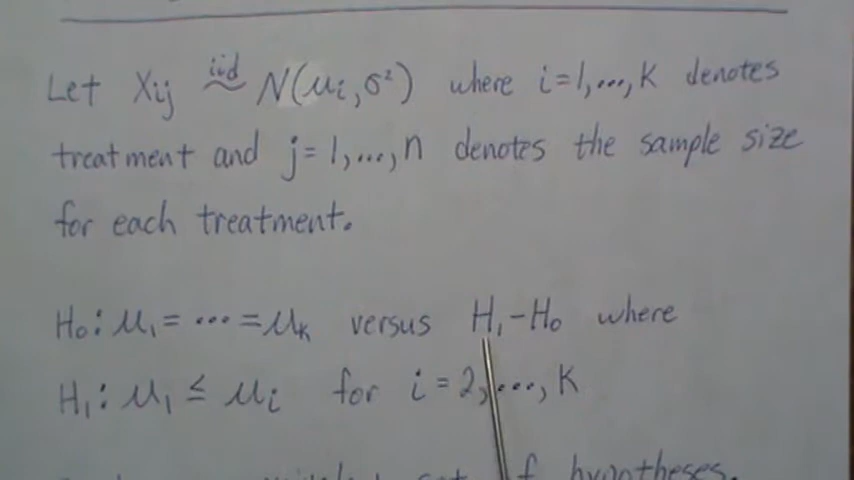 Let Xij iid~ N(μi, σ²) where i=1,...,K denotes
treatment and j=1,...,n denotes the sample size
for each treatment.
H₀: μ₁= ... =μK versus H₁-H₀ where
H₁: μ₁ ≤ μi for i=2,...,K
hypotheses.